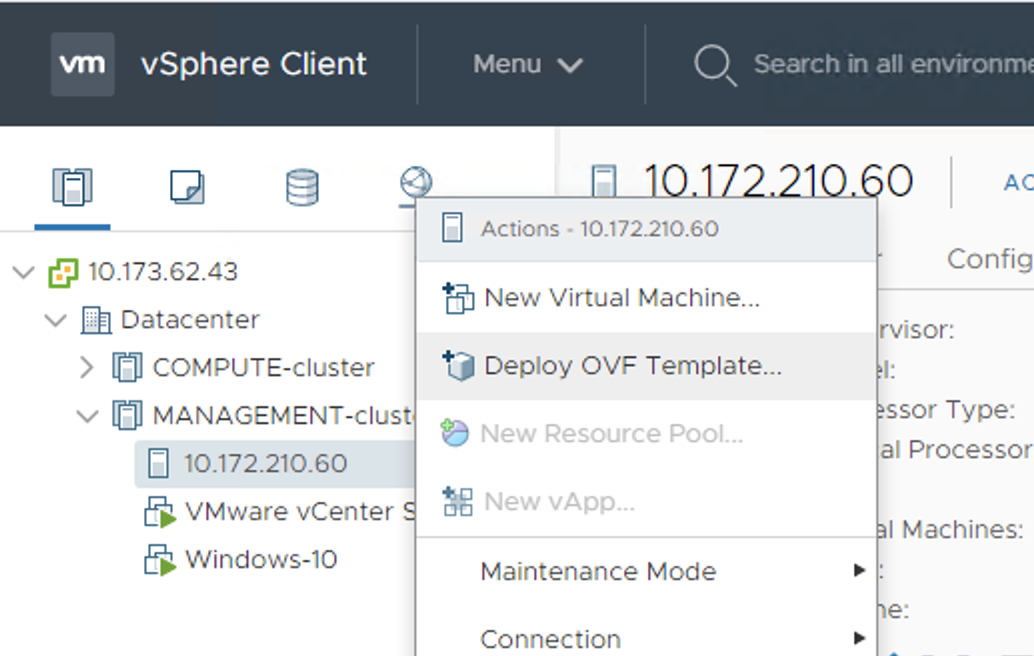 vm vSphere Client Menu Search in all environme
10.172.210.60 AC
Actions - 10.172.210.60
Config
10.173.62.43
New Virtual Machine...
Datacenter
rvisor:
COMPUTE-cluster
Deploy OVF Template...
el:
MANAGEMENT-cluste
essor Type:
New Resource Pool...
al Processor
10.172.210.60
New vApp...
VMware vCenter S
al Machines:
Windows-10
Maintenance Mode
:
ne:
Connection